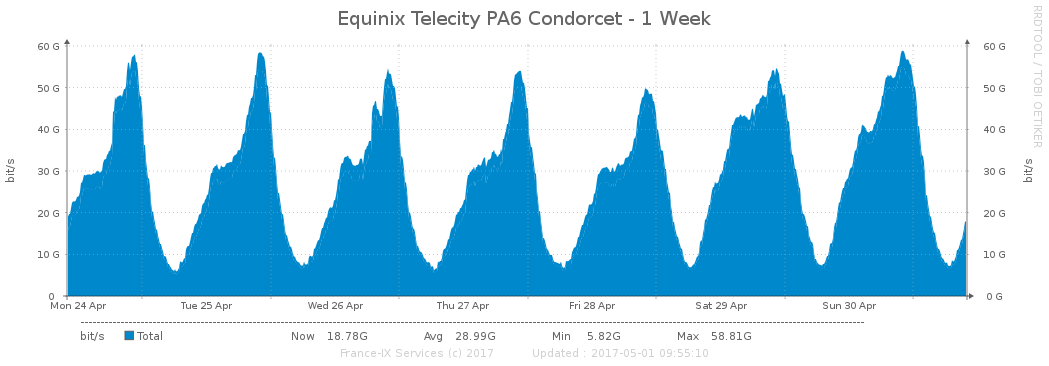 Equinix Telecity PA6 Condorcet - 1 Week
RRDTOOL / TOBI OETIKER
bit/s
60 G
50 G
40 G
30 G
20 G
10 G
0
60 G
50 G
40 G
30 G
20 G
10 G
0 G
bit/s
Mon 24 Apr Tue 25 Apr Wed 26 Apr Thu 27 Apr Fri 28 Apr Sat 29 Apr Sun 30 Apr
bit/s Total Now 18.78G Avg 28.99G Min 5.82G Max 58.81G
France-IX Services (c) 2017 Updated : 2017-05-01 09:55:10